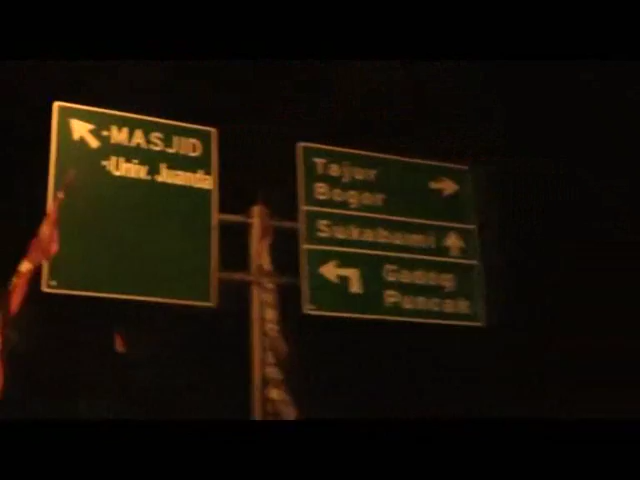 -MASJID
-Univ. Juanda
Tajur
Bogor
Sukabumi
Gadog
Puncak